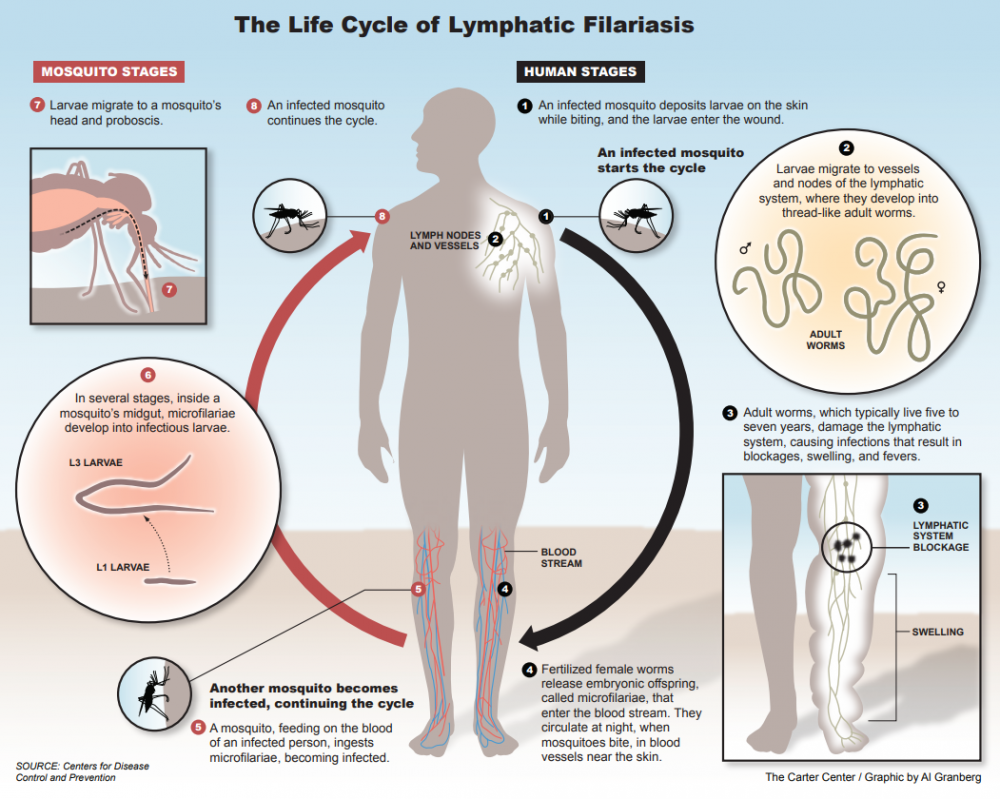 The Life Cycle of Lymphatic Filariasis
MOSQUITO STAGES
7 Larvae migrate to a mosquito's
head and proboscis.
7
8 An infected mosquito
continues the cycle.
8
HUMAN STAGES
1 An infected mosquito deposits larvae on the skin
while biting, and the larvae enter the wound.
An infected mosquito
starts the cycle
1
LYMPH NODES
AND VESSELS
2
2
Larvae migrate to vessels
and nodes of the lymphatic
system, where they develop into
thread-like adult worms.
♂
♀
ADULT
WORMS
3 Adult worms, which typically live five to
seven years, damage the lymphatic
system, causing infections that result in
blockages, swelling, and fevers.
3
LYMPHATIC
SYSTEM
BLOCKAGE
SWELLING
BLOOD
STREAM
4
4 Fertilized female worms
release embryonic offspring,
called microfilariae, that
enter the blood stream. They
circulate at night, when
mosquitoes bite, in blood
vessels near the skin.
5
Another mosquito becomes
infected, continuing the cycle
5 A mosquito, feeding on the blood
of an infected person, ingests
microfilariae, becoming infected.
6
In several stages, inside a
mosquito's midgut, microfilariae
develop into infectious larvae.
L3 LARVAE
L1 LARVAE
SOURCE: Centers for Disease
Control and Prevention
The Carter Center / Graphic by Al Granberg